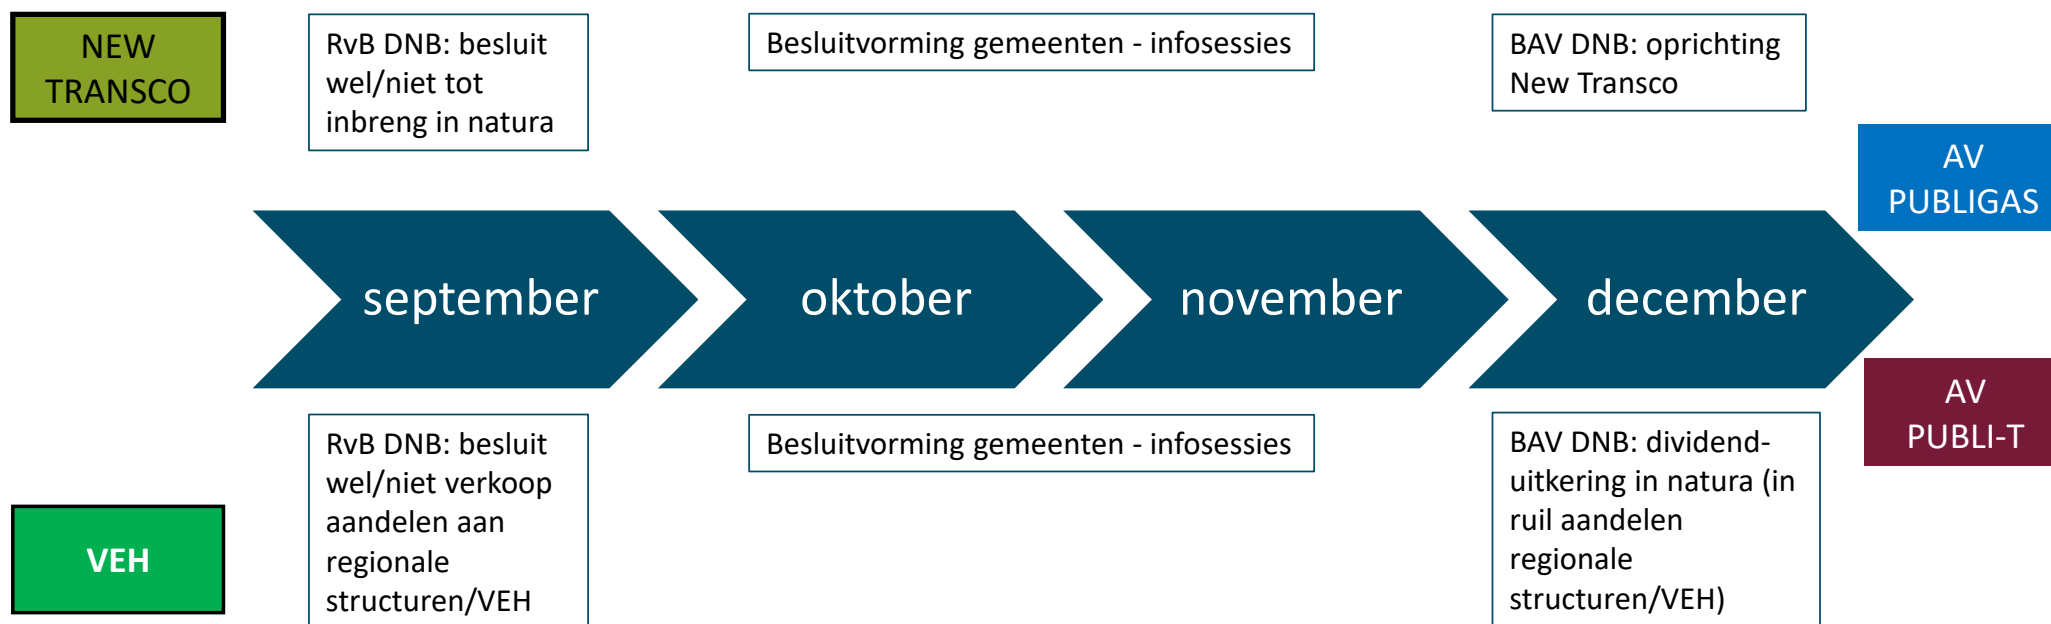 NEW
TRANSCO
RvB DNB: besluit
wel/niet tot
inbreng in natura
Besluitvorming gemeenten - infosessies
BAV DNB: oprichting
New Transco
AV
PUBLIGAS
september
oktober
november
december
AV
PUBLI-T
VEH
RvB DNB: besluit
wel/niet verkoop
aandelen aan
regionale
structuren/VEH
Besluitvorming gemeenten - infosessies
BAV DNB: dividend-
uitkering in natura (in
ruil aandelen
regionale
structuren/VEH)